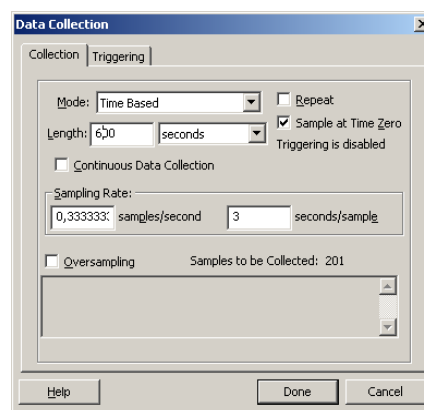 Data Collection
Collection Triggering
Mode: Time Based
Repeat
Length: 600 seconds
Sample at Time Zero
Triggering is disabled
Continuous Data Collection
Sampling Rate:
0,333333 samples/second 3 seconds/sample
Oversampling Samples to be Collected: 201
Help Done Cancel